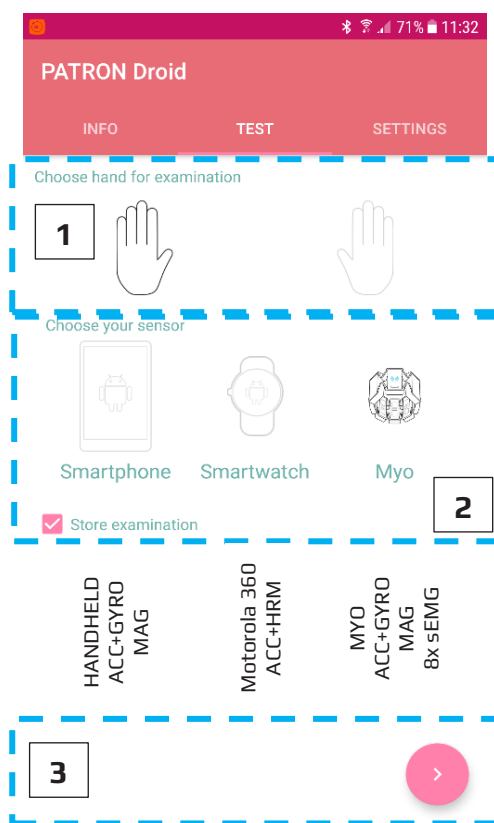 71% 11:32
PATRON Droid
INFO TEST SETTINGS
Choose hand for examination
1
Choose your sensor
Smartphone Smartwatch Myo
2
Store examination
HANDHELD
ACC+GYRO
MAG
Motorola 360
ACC+HRM
MYO
ACC+GYRO
MAG
8x sEMG
3